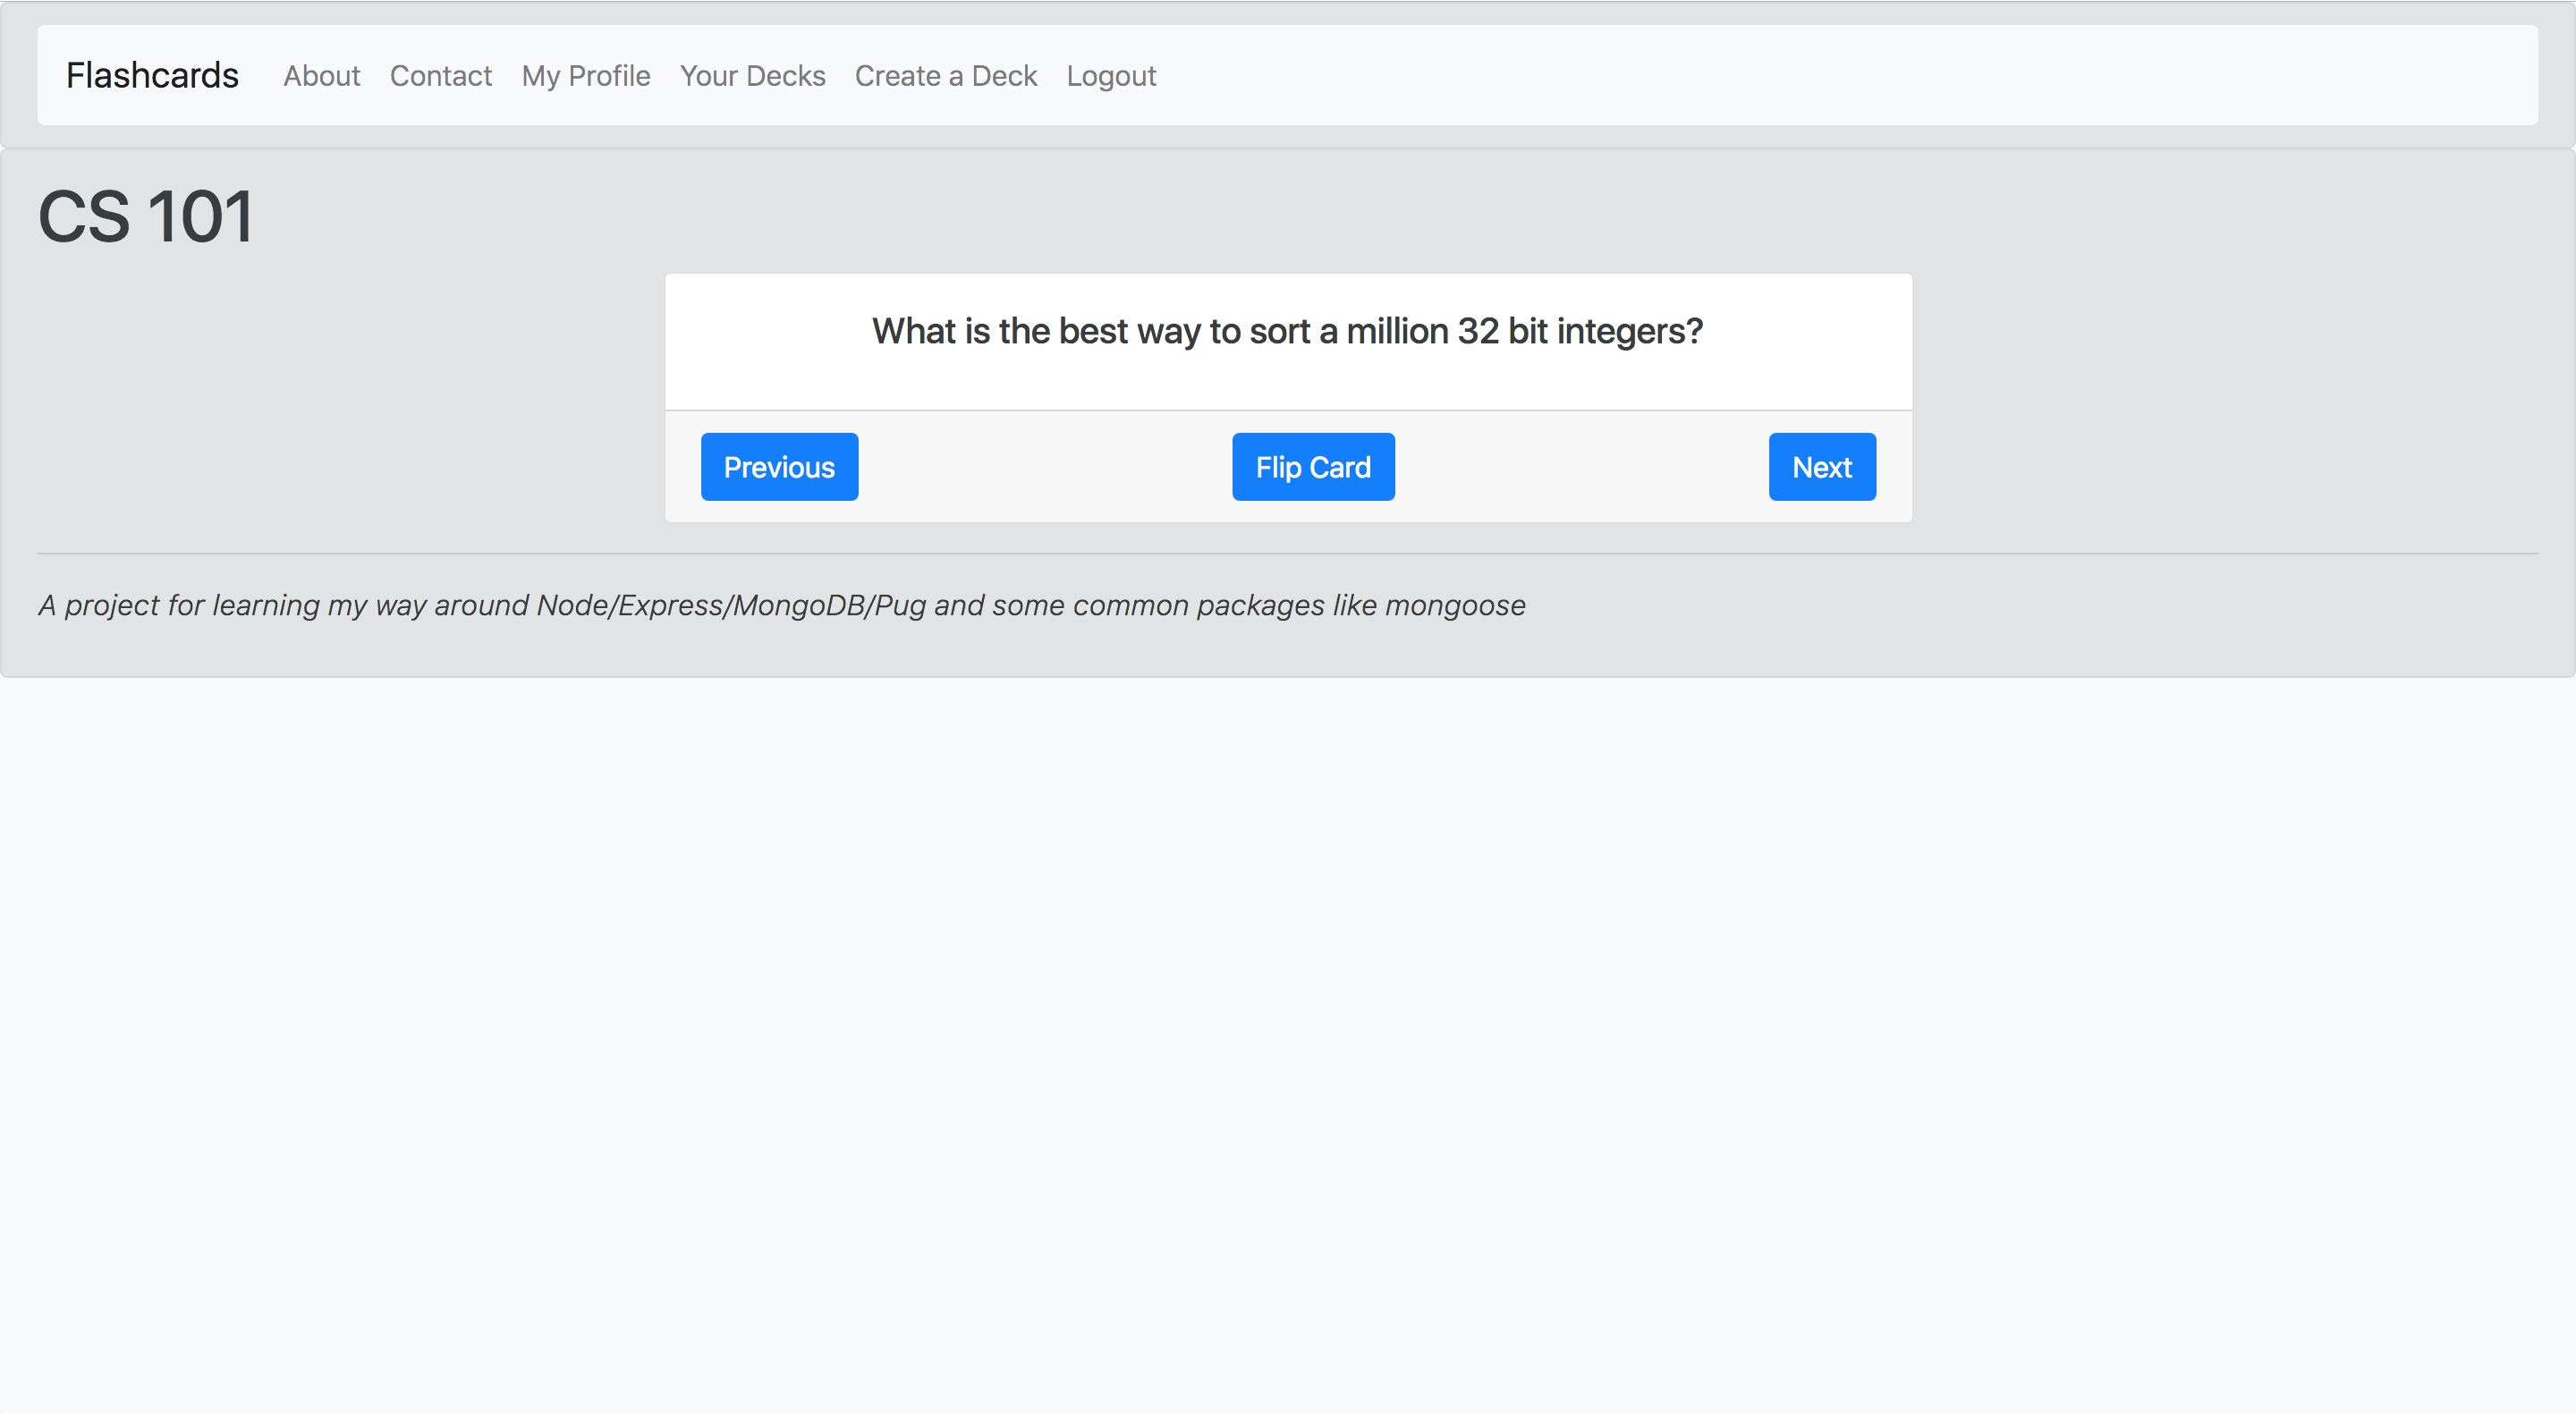 Flashcards About Contact My Profile Your Decks Create a Deck Logout
CS 101
What is the best way to sort a million 32 bit integers?
Previous Flip Card Next
A project for learning my way around Node/Express/MongoDB/Pug and some common packages like mongoose